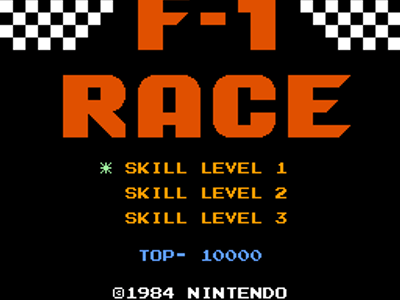 F-1
RACE
SKILL LEVEL 1
SKILL LEVEL 2
SKILL LEVEL 3
TOP- 10000
©1984 NINTENDO